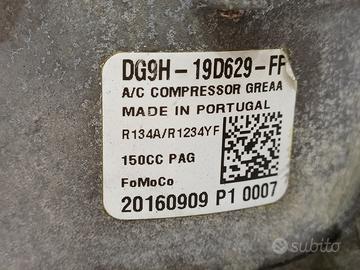 DG9H-19D629-FF
A/C COMPRESSOR GREAA
MADE IN PORTUGAL
R134A/R1234YF
150CC PAG
FoMoCo
20160909 P1 0007
subito